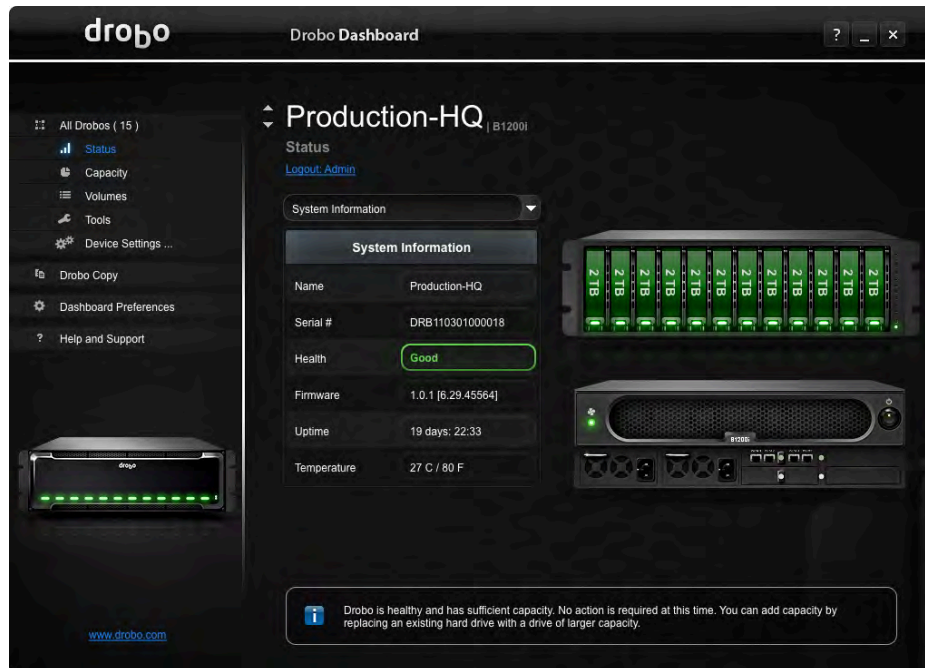 drobo
Drobo Dashboard
? _ ×
All Drobos ( 15 )
Status
Capacity
Volumes
Tools
Device Settings ...
Drobo Copy
Dashboard Preferences
? Help and Support
drobo
www.drobo.com
Production-HQ | B1200i
Status
Logout: Admin
System Information
System Information
Name Production-HQ
Serial # DRB110301000018
Health Good
Firmware 1.0.1 [6.29.45564]
Uptime 19 days: 22:33
Temperature 27 C / 80 F
2 TB 2 TB 2 TB 2 TB 2 TB 2 TB 2 TB 2 TB 2 TB 2 TB 2 TB 2 TB
B1200i
i
Drobo is healthy and has sufficient capacity. No action is required at this time. You can add capacity by
replacing an existing hard drive with a drive of larger capacity.